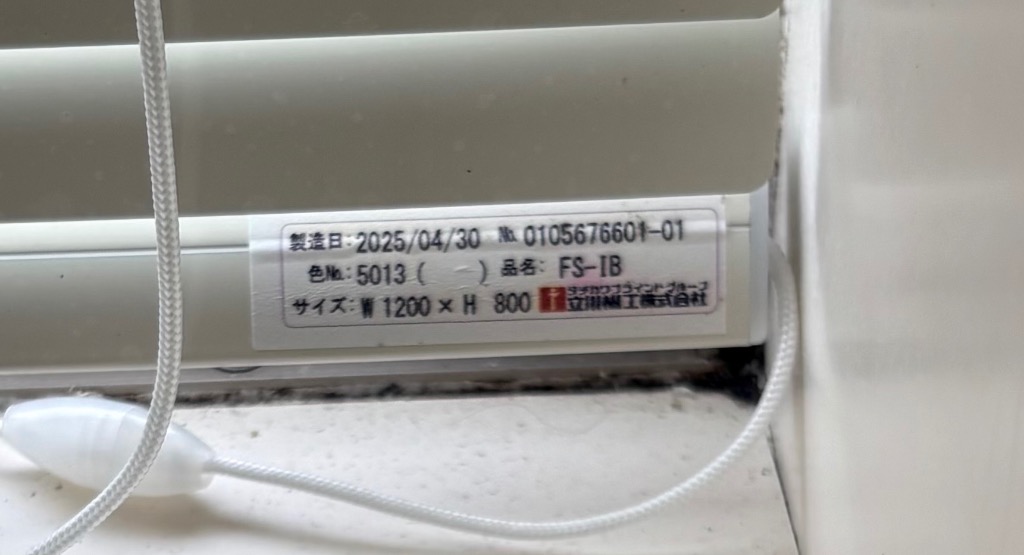 製造日:2025/04/30 № 0105676601-01
色№:5013 ( ) 品名: FS-IB
サイズ:W 1200 × H 800 タチカワブラインドグループ
立川機工株式会社